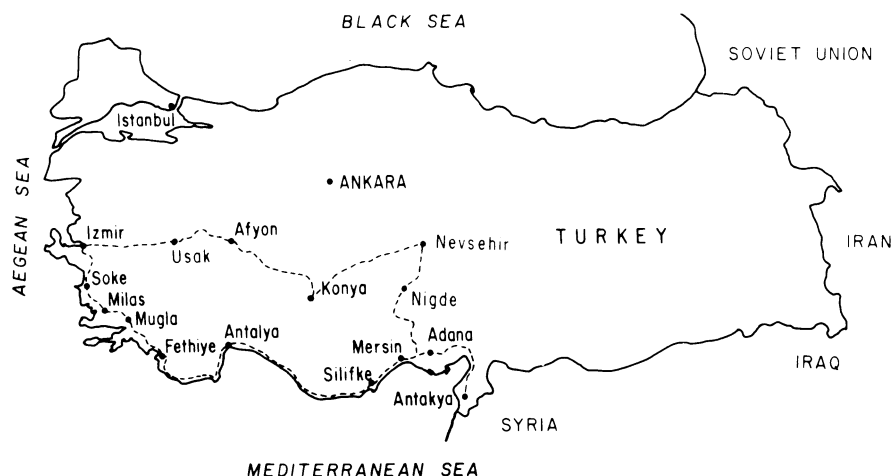 BLACK SEA
SOVIET UNION
Istanbul
ANKARA
AEGEAN SEA
Izmir
Usak
Afyon
Nevsehir
TURKEY
IRAN
Soke
Milas
Mugla
Konya
Nigde
Fethiye
Antalya
Mersin
Adana
Silifke
Antakya
IRAQ
SYRIA
MEDITERRANEAN SEA